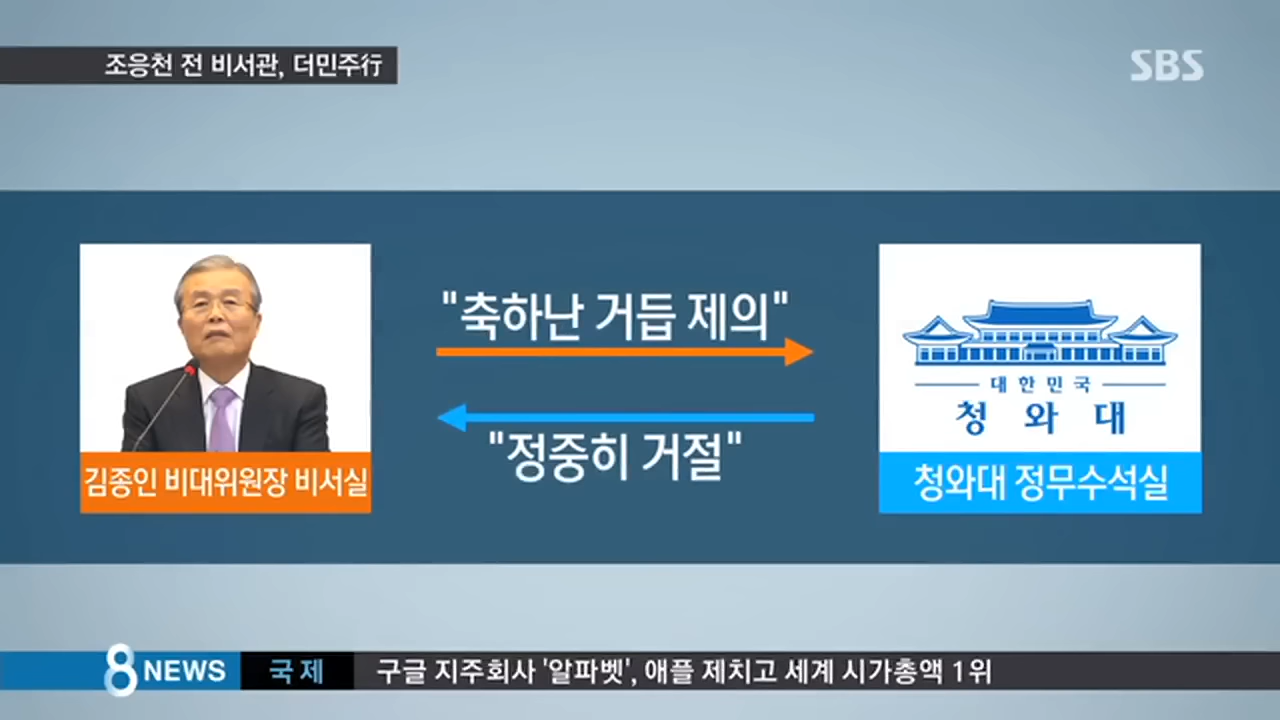 조응천 전 비서관, 더민주行
SBS
"축하난 거듭 제의"
"정중히 거절"
대한민국
청와대
김종인 비대위원장 비서실
청와대 정무수석실
8 NEWS 국제 구글 지주회사 '알파벳', 애플 제치고 세계 시가총액 1위